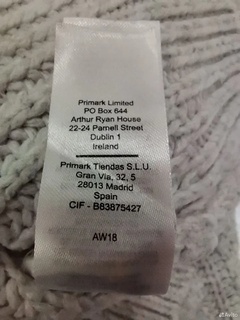 Primark Limited
PO Box 644
Arthur Ryan House
22-24 Parnell Street
Dublin 1
Ireland
Primark Tiendas S.L.U.
Gran Via, 32, 5
28013 Madrid
Spain
CIF - B83875427
AW18
Avito